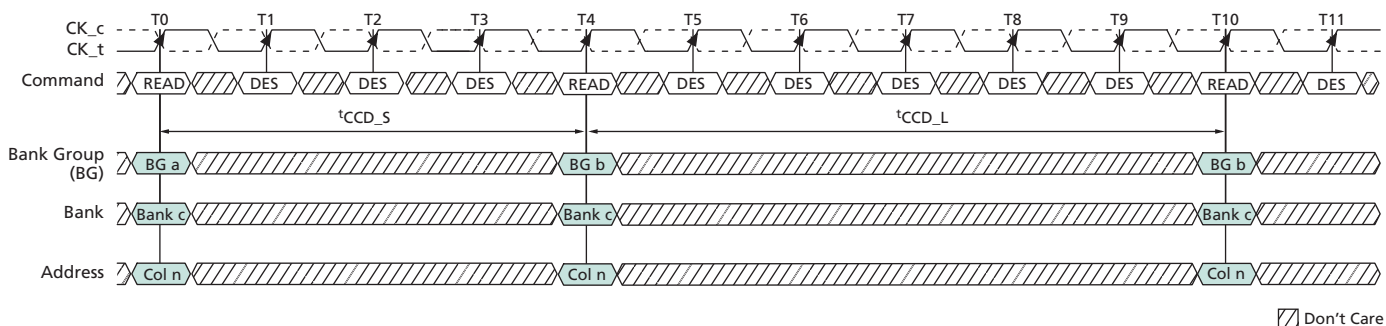 T0 T1 T2 T3 T4 T5 T6 T7 T8 T9 T10 T11
CK_c
CK_t
Command READ DES DES DES READ DES DES DES DES DES READ DES
tCCD_S tCCD_L
Bank Group
(BG) BG a BG b BG b
Bank Bank c Bank c Bank c
Address Col n Col n Col n
Don't Care